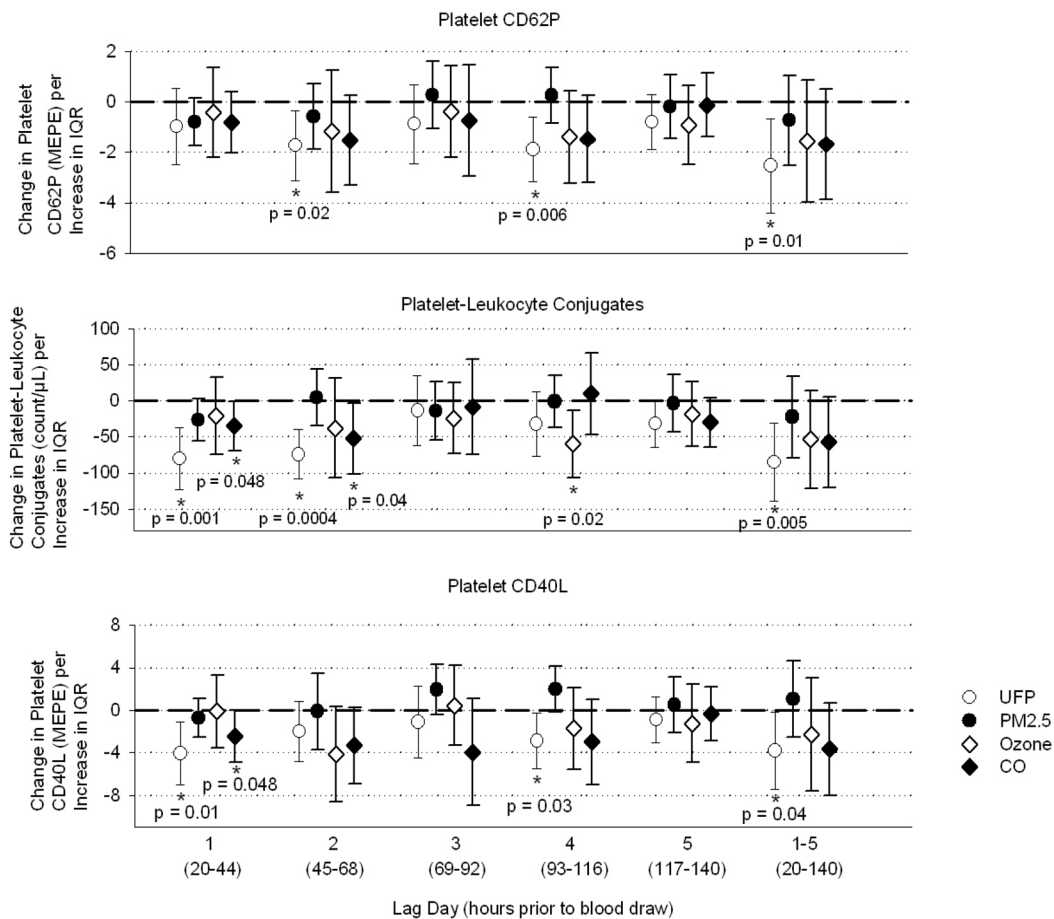 Platelet CD62P
Change in Platelet
CD62P (MEPE) per
Increase in IQR
2
0
-2
-4
-6
*
p = 0.02
*
p = 0.006
*
p = 0.01
Platelet-Leukocyte Conjugates
Change in Platelet-Leukocyte
Conjugates (count/µL) per
Increase in IQR
100
50
0
-50
-100
-150
*
p = 0.048
*
p = 0.001
*
p = 0.04
*
p = 0.0004
*
p = 0.02
*
p = 0.005
Platelet CD40L
Change in Platelet
CD40L (MEPE) per
Increase in IQR
8
4
0
-4
-8
*
p = 0.048
*
p = 0.01
*
p = 0.03
*
p = 0.04
UFP
PM2.5
Ozone
CO
1 2 3 4 5 1-5
(20-44) (45-68) (69-92) (93-116) (117-140) (20-140)
Lag Day (hours prior to blood draw)